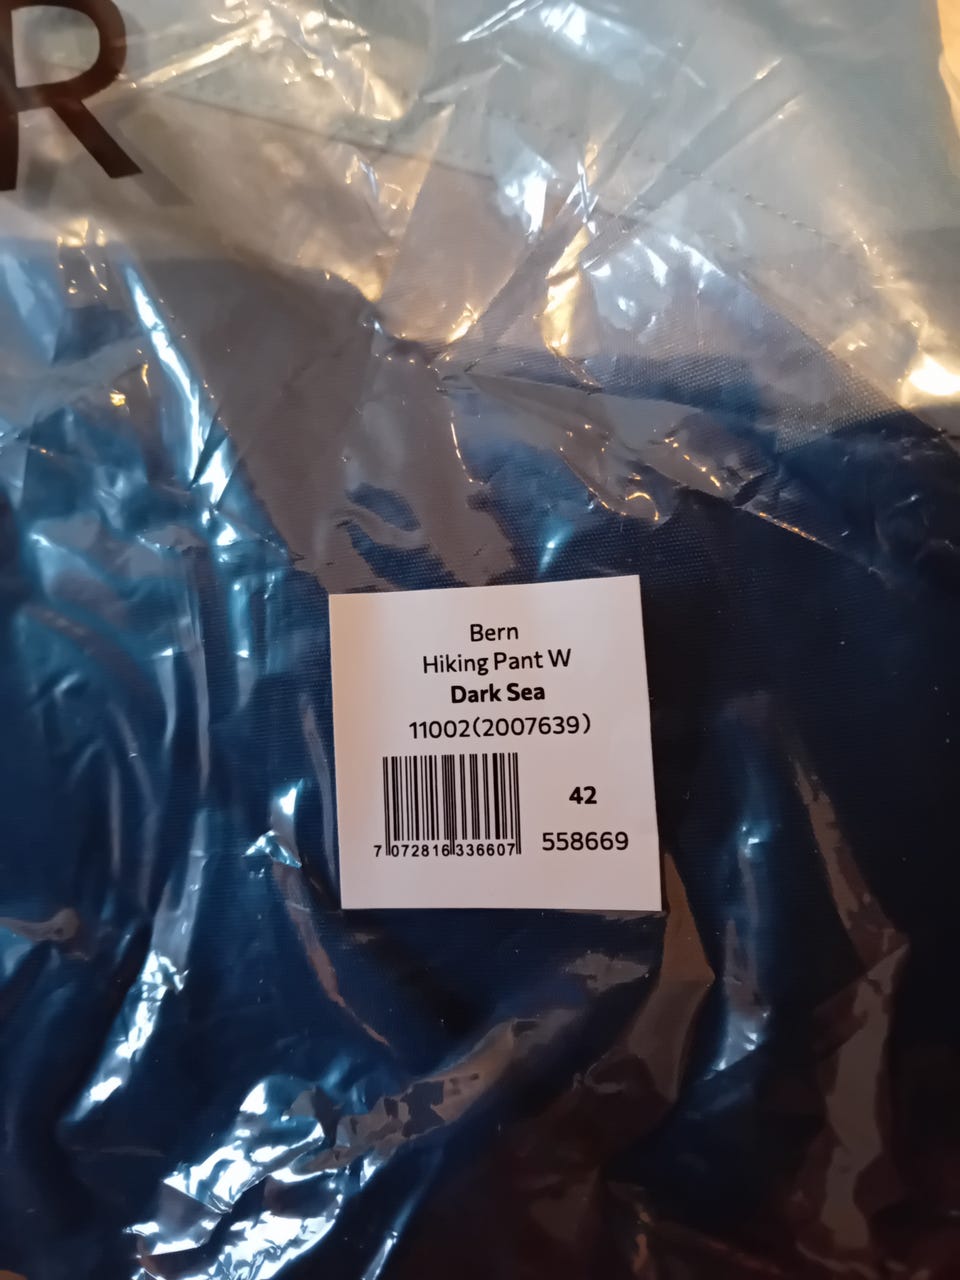 R
Bern
Hiking Pant W
Dark Sea
11002(2007639)
42
7 072816 336607
558669